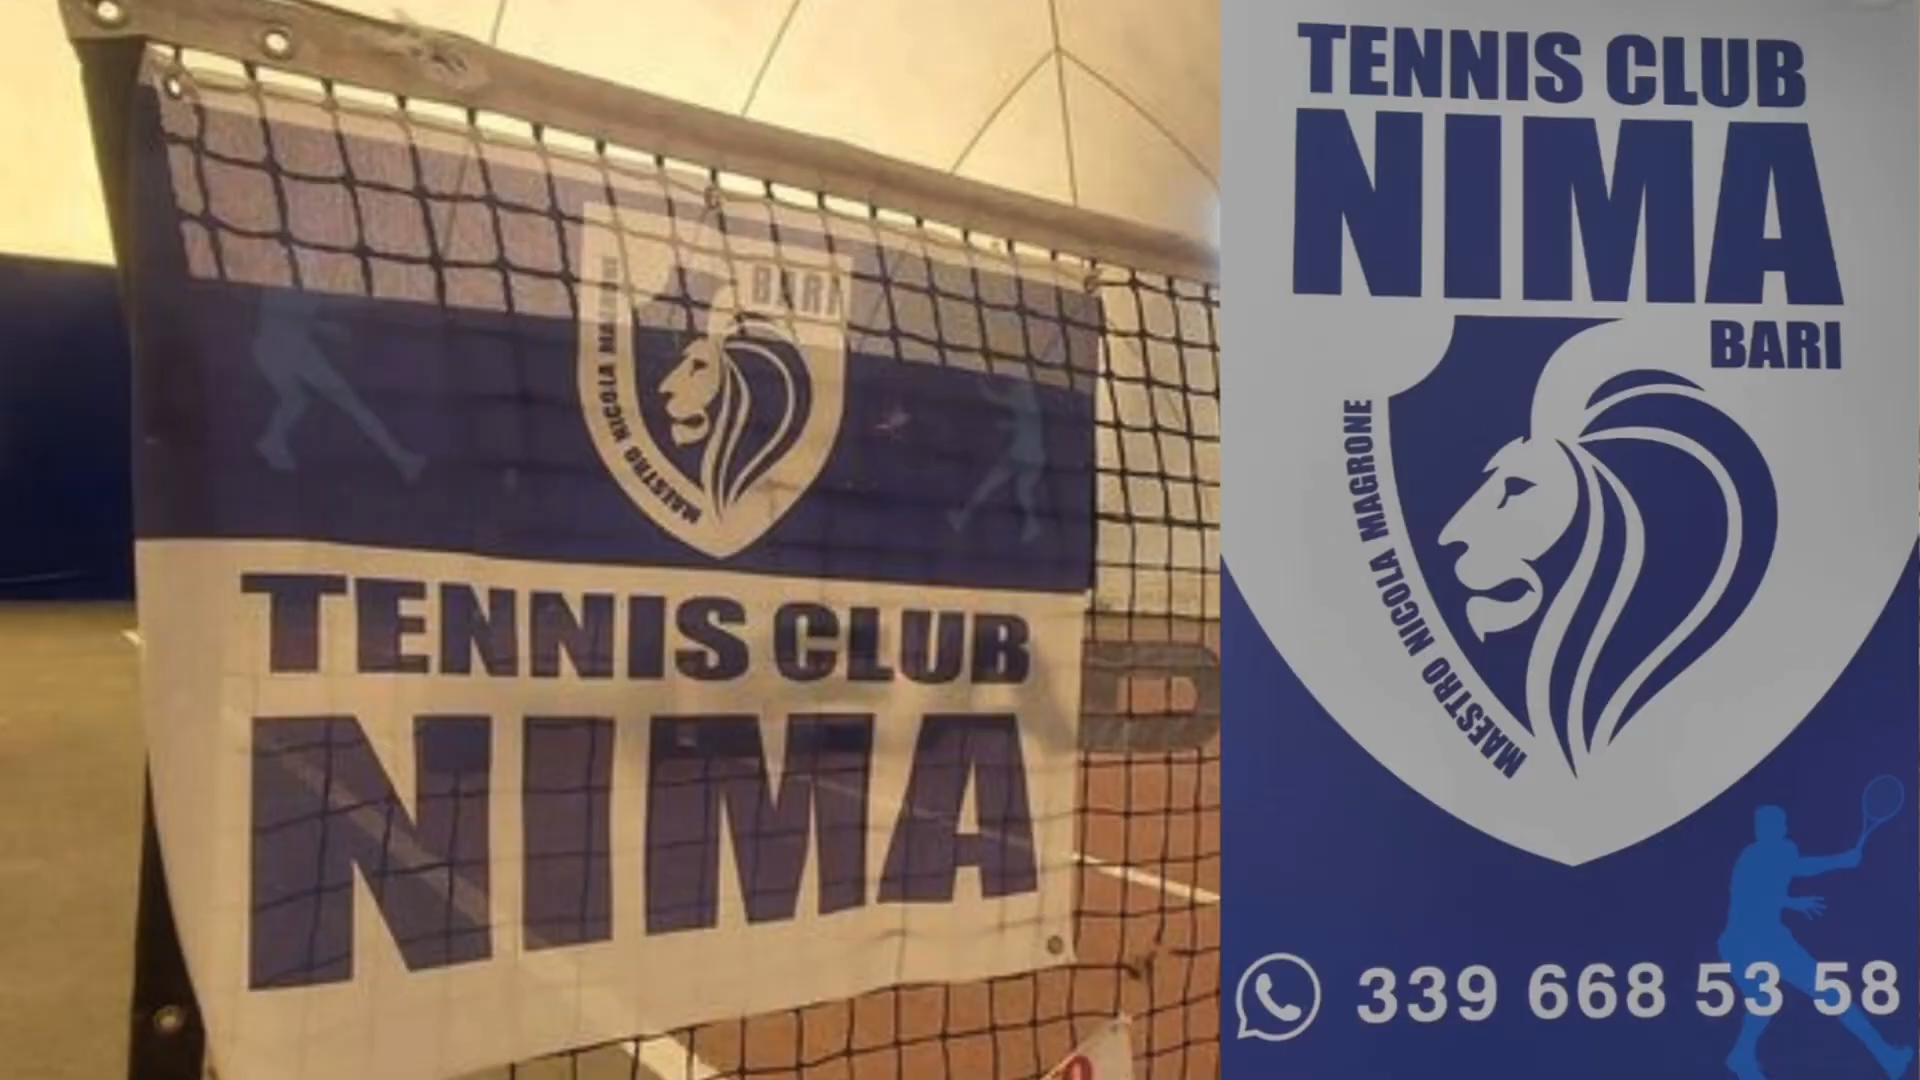 BARI
MAESTRO NICOLA MAGRONE
TENNIS CLUB
NIMA
TENNIS CLUB
NIMA
BARI
MAESTRO NICOLA MAGRONE
339 668 53 58